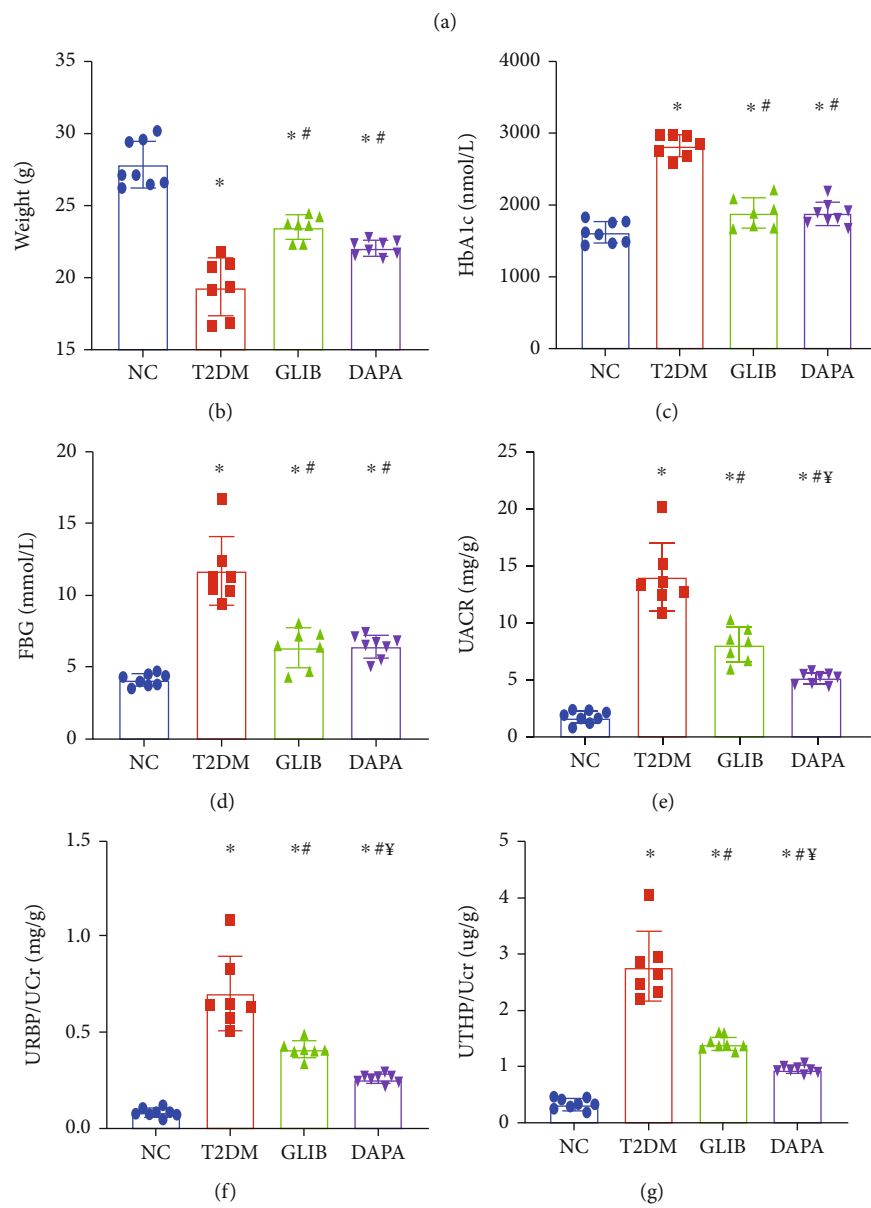 (a)
Weight (g)
35
30
25
20
15
*
* #
* #
NC T2DM GLIB DAPA
(b)
HbA1c (nmol/L)
4000
3000
2000
1000
0
*
* #
* #
NC T2DM GLIB DAPA
(c)
FBG (mmol/L)
20
15
10
5
0
*
* #
* #
NC T2DM GLIB DAPA
(d)
UACR (mg/g)
25
20
15
10
5
0
*
*#
* #¥
NC T2DM GLIB DAPA
(e)
URBP/UCr (mg/g)
1.5
1.0
0.5
0.0
*
*#
* #¥
NC T2DM GLIB DAPA
(f)
UTHP/Ucr (ug/g)
5
4
3
2
1
0
*
*#
* #¥
NC T2DM GLIB DAPA
(g)